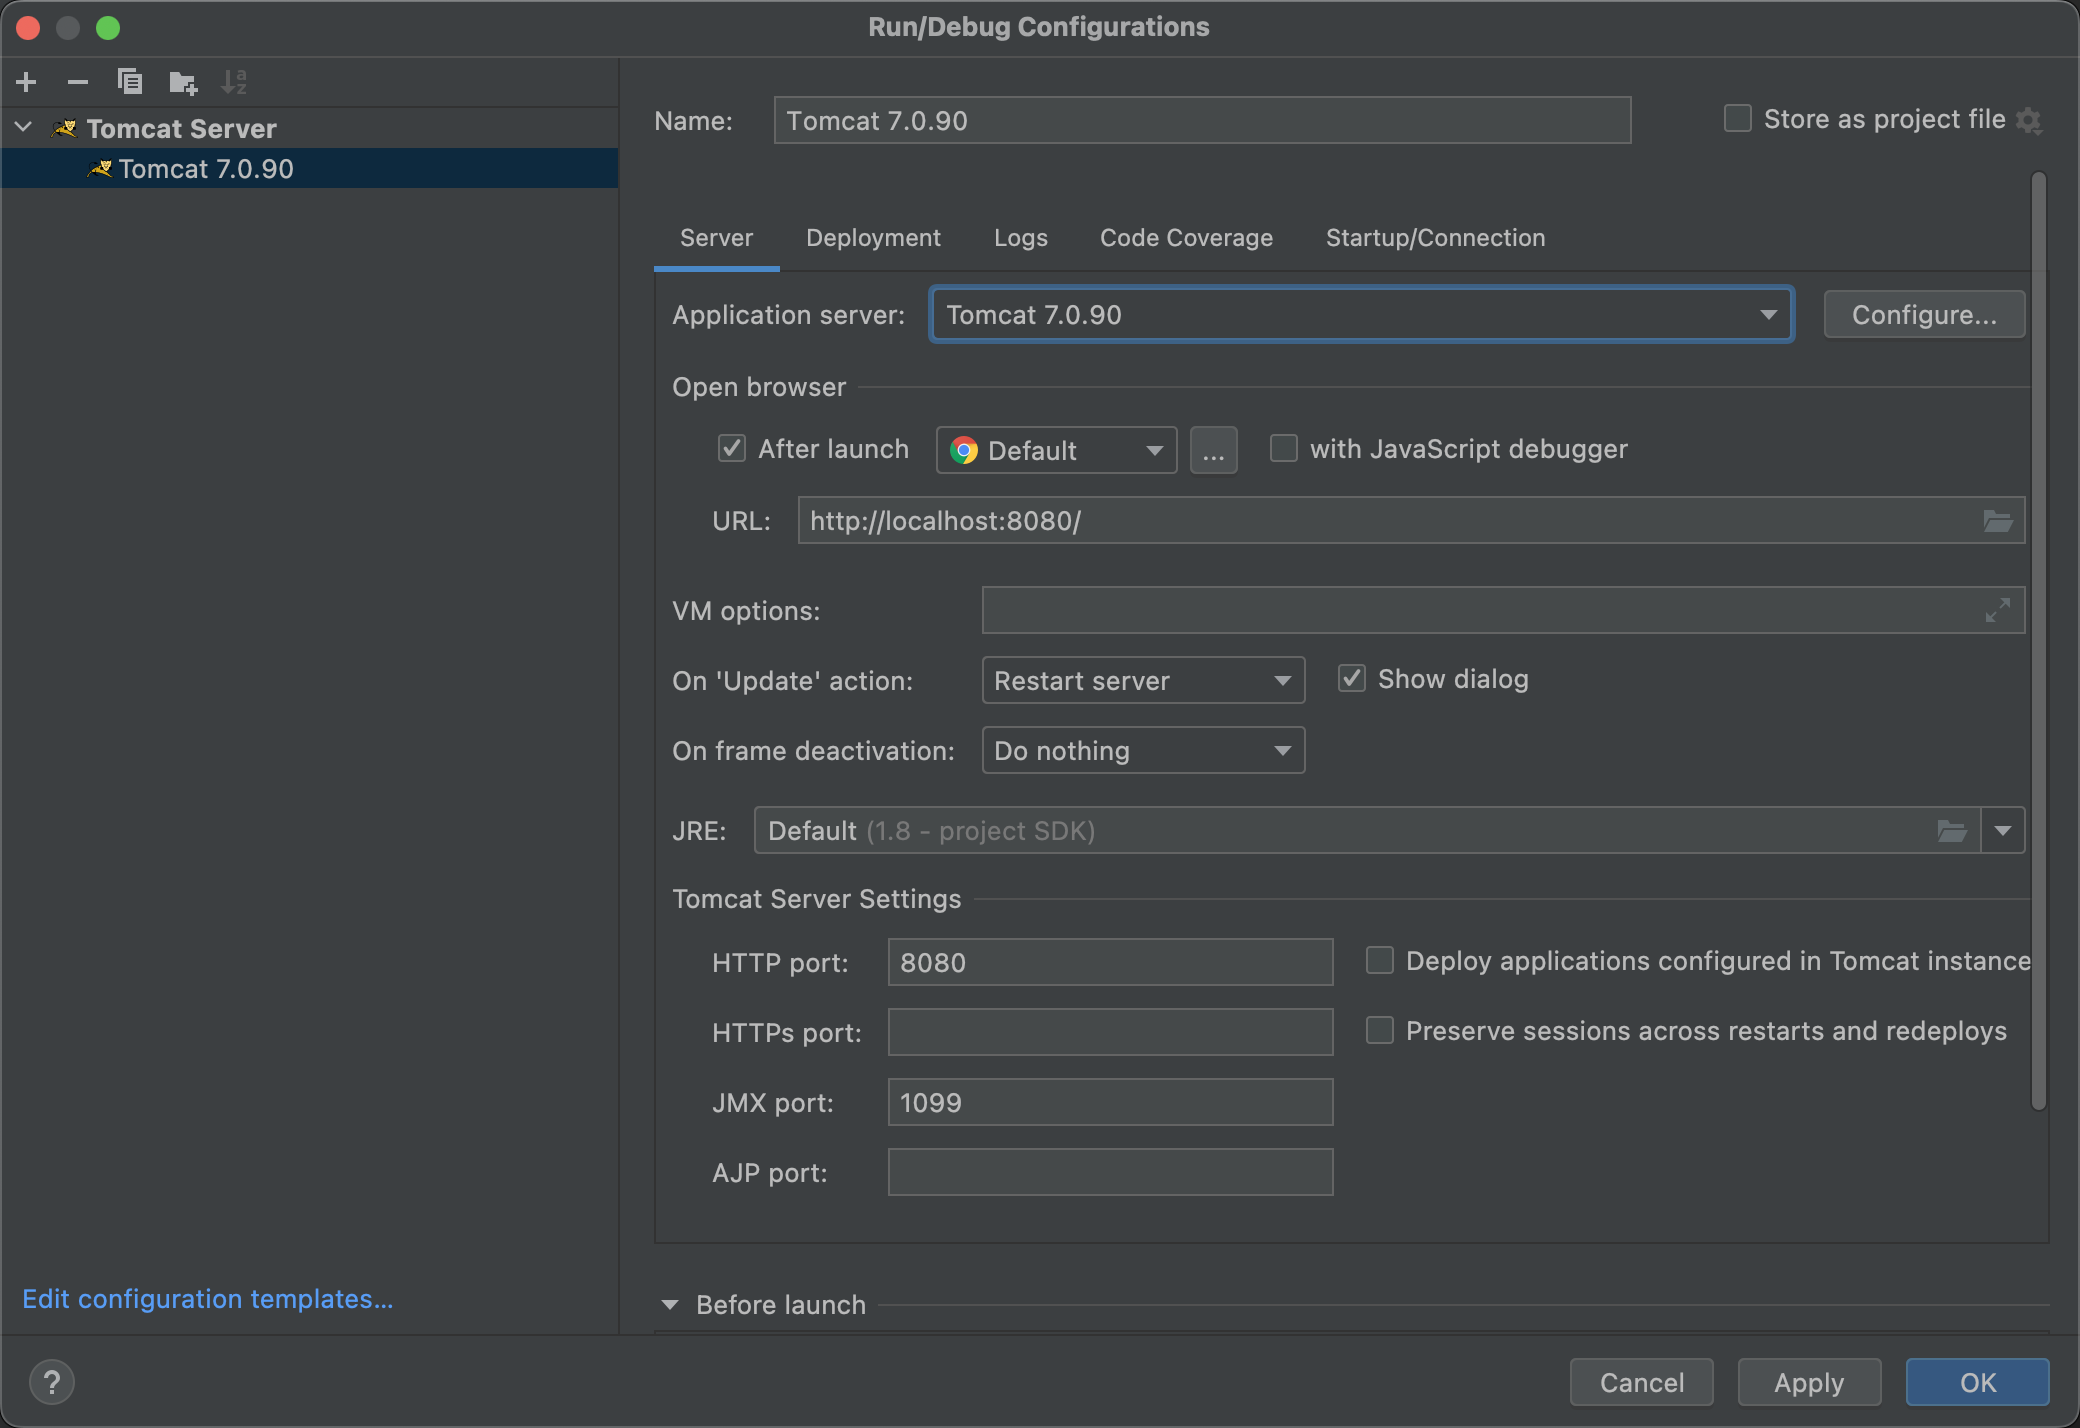 Run/Debug Configurations
Tomcat Server
Tomcat 7.0.90
Edit configuration templates...
Name: Tomcat 7.0.90 Store as project file
Server Deployment Logs Code Coverage Startup/Connection
Application server: Tomcat 7.0.90 Configure...
Open browser
After launch Default ... with JavaScript debugger
URL: http://localhost:8080/
VM options:
On 'Update' action: Restart server Show dialog
On frame deactivation: Do nothing
JRE: Default (1.8 - project SDK)
Tomcat Server Settings
HTTP port: 8080 Deploy applications configured in Tomcat instance
HTTPs port: Preserve sessions across restarts and redeploys
JMX port: 1099
AJP port:
Before launch
? Cancel Apply OK